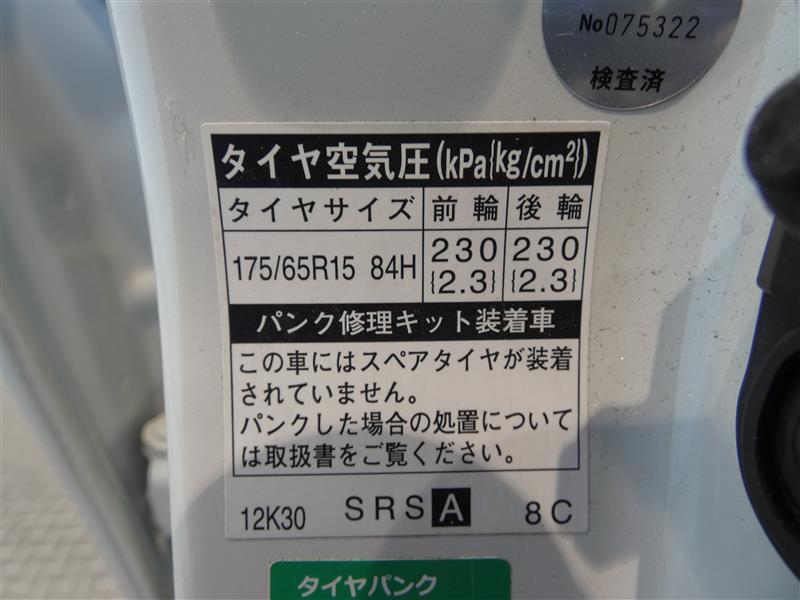 No075322
検査済
タイヤ空気圧(kPa{kg/cm²})
タイヤサイズ 前輪 後輪
175/65R15 84H 230{2.3} 230{2.3}
パンク修理キット装着車
この車にはスペアタイヤが装着
されていません。
パンクした場合の処置について
は取扱書をご覧ください。
12K30 SRS A 8C
タイヤパンク